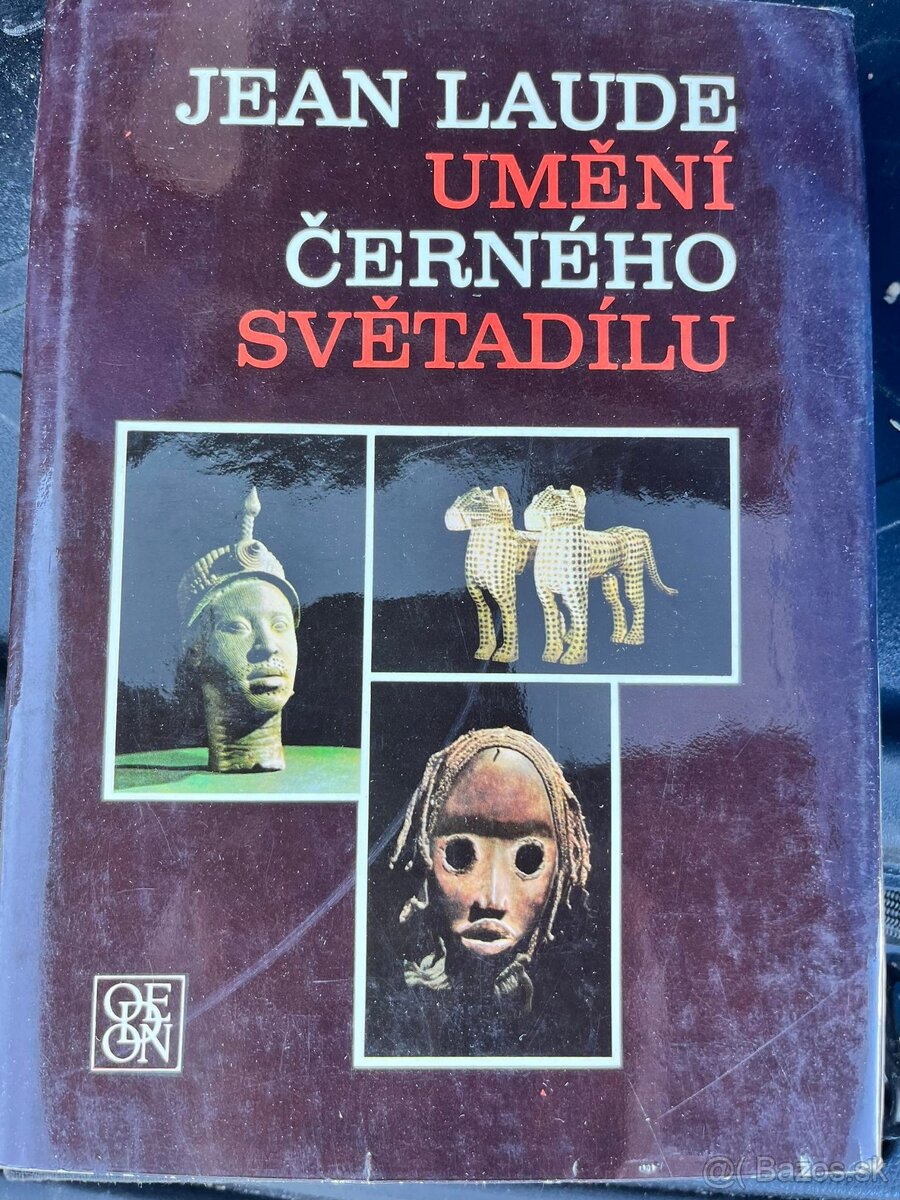 JEAN LAUDE
UMĚNÍ
ČERNÉHO
SVĚTADÍLU
ODEON
@( Bazos.sk